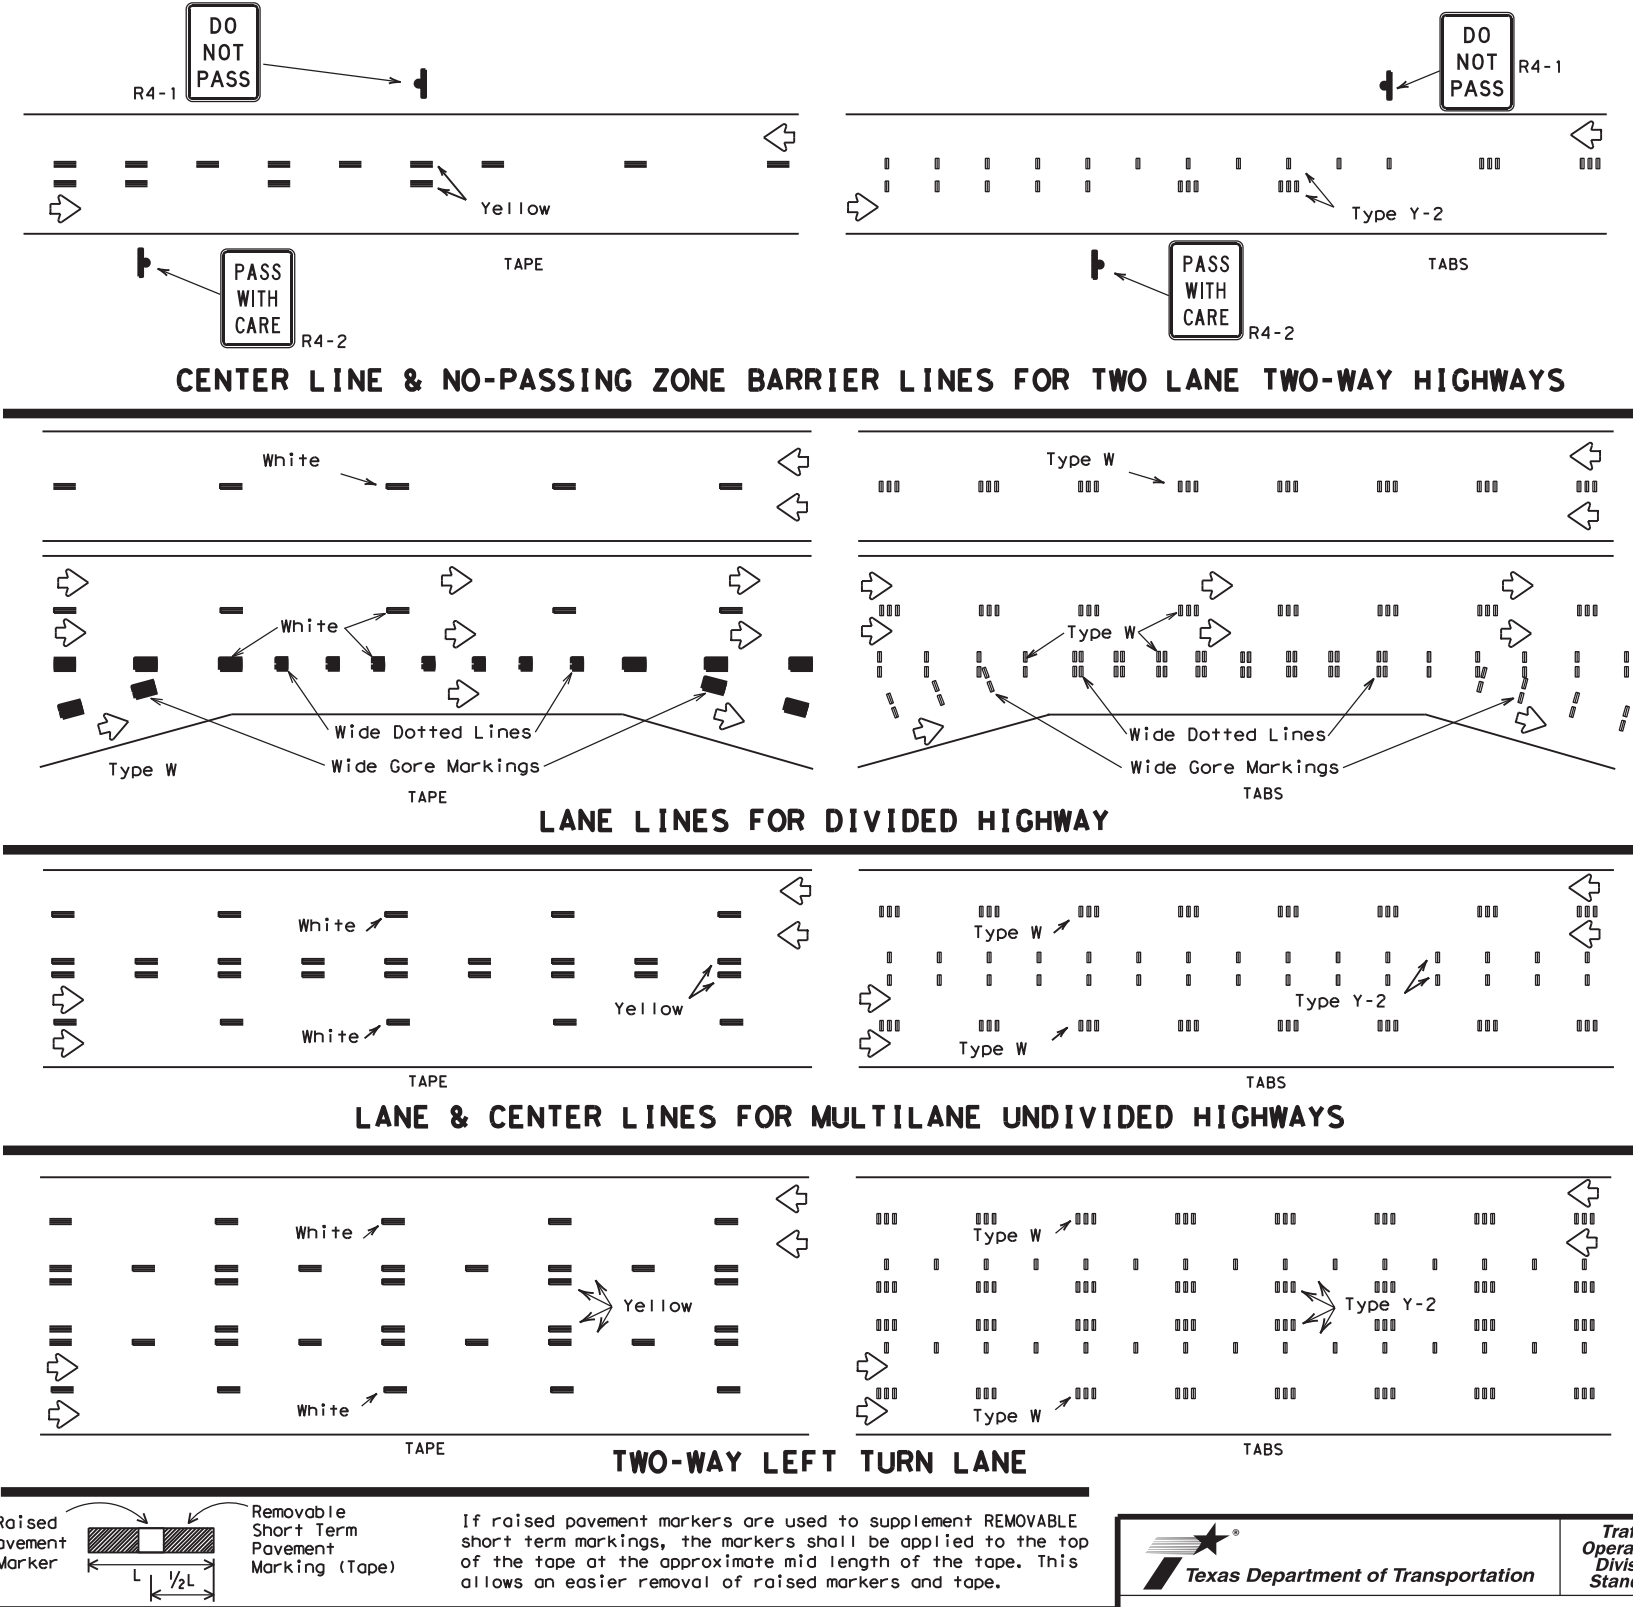 DO
NOT
PASS
R4-1
DO
NOT
PASS
R4-1
Yellow
Type Y-2
PASS
WITH
CARE
R4-2
TAPE
PASS
WITH
CARE
R4-2
TABS
CENTER LINE & NO-PASSING ZONE BARRIER LINES FOR TWO LANE TWO-WAY HIGHWAYS
White
Type W
White
Type W
Wide Dotted Lines
Wide Gore Markings
Type W
TAPE
Wide Dotted Lines
Wide Gore Markings
TABS
LANE LINES FOR DIVIDED HIGHWAY
White
Type W
Yellow
Type Y-2
White
Type W
TAPE
TABS
LANE & CENTER LINES FOR MULTILANE UNDIVIDED HIGHWAYS
White
Type W
Yellow
Type Y-2
White
Type W
TAPE
TABS
TWO-WAY LEFT TURN LANE
Raised
Pavement
Marker
Removable
Short Term
Pavement
Marking (Tape)
L
½L
If raised pavement markers are used to supplement REMOVABLE
short term markings, the markers shall be applied to the top
of the tape at the approximate mid length of the tape. This
allows an easier removal of raised markers and tape.
®
Texas Department of Transportation